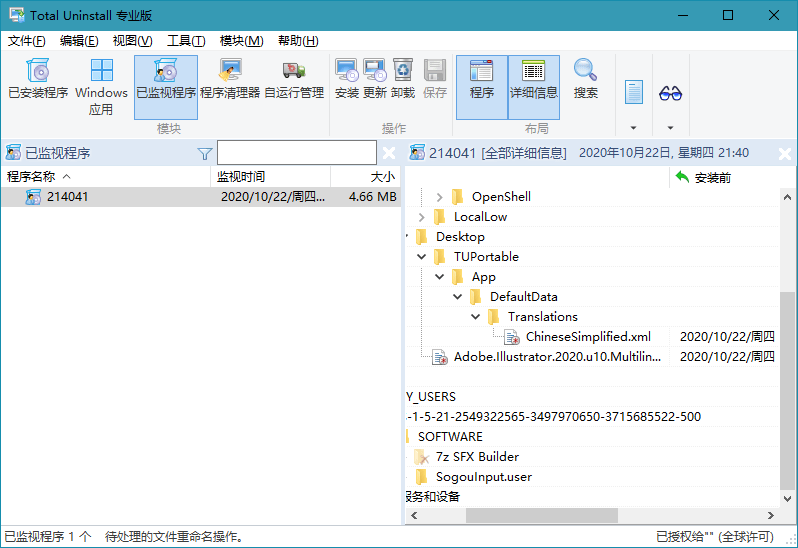 Total Uninstall 专业版
文件(F) 编辑(E) 视图(V) 工具(T) 模块(M) 帮助(H)
已安装程序 Windows 应用 已监视程序 程序清理器 自运行管理 安装 更新 卸载 保存 程序 详细信息 搜索
模块 操作 布局
已监视程序
214041 [全部详细信息] 2020年10月22日, 星期四 21:40
程序名称 监视时间 大小
214041 2020/10/22/周四... 4.66 MB
安装前
OpenShell
LocalLow
Desktop
TUPortable
App
DefaultData
Translations
ChineseSimplified.xml 2020/10/22/周四
Adobe.Illustrator.2020.u10.Multilin... 2020/10/22/周四
Y_USERS
-1-5-21-2549322565-3497970650-3715685522-500
SOFTWARE
7z SFX Builder
SogouInput.user
服务和设备
已监视程序 1 个 待处理的文件重命名操作。 已授权给"" (全球许可)